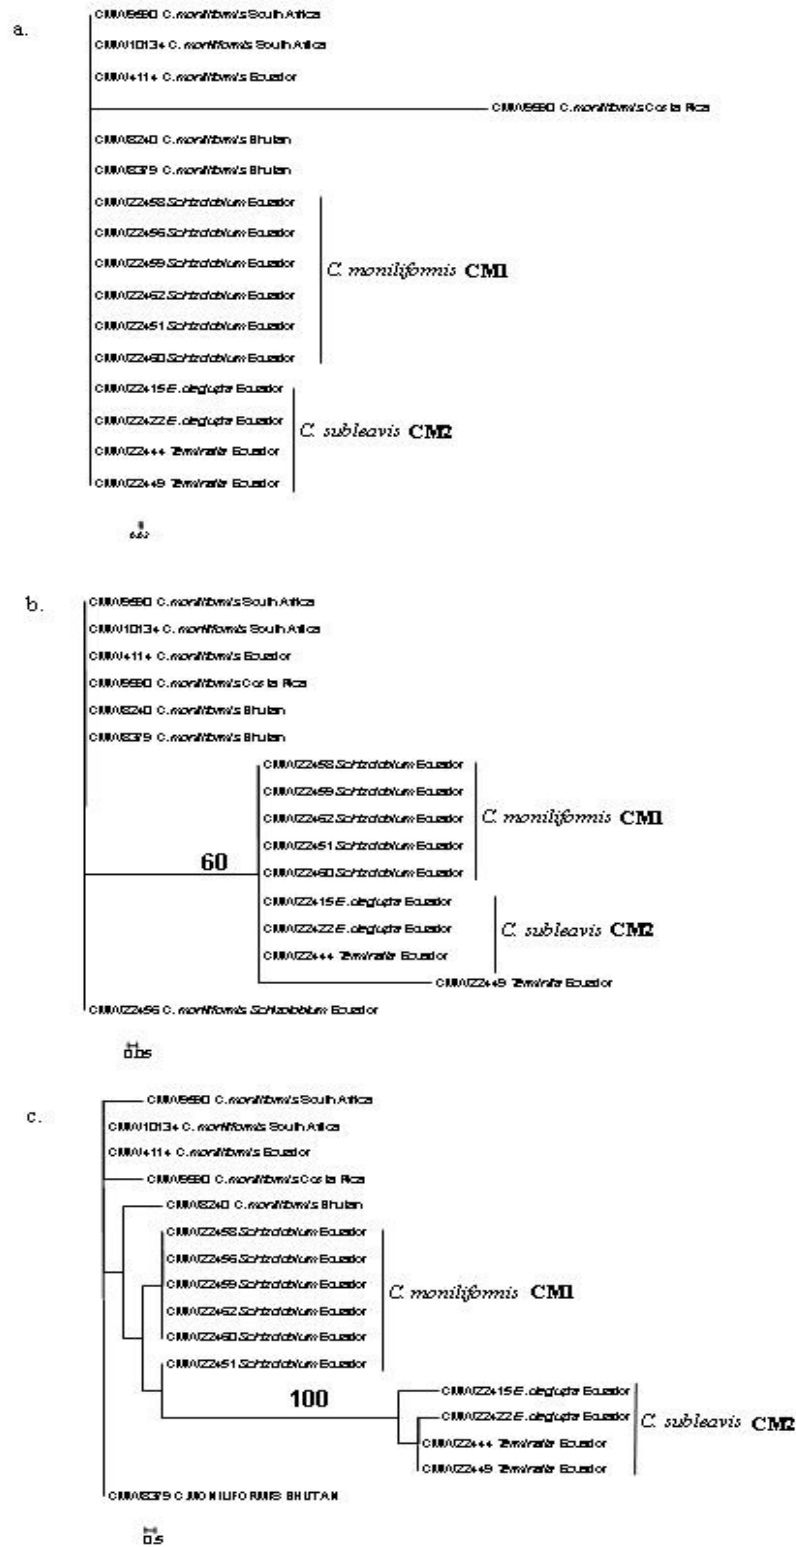 a.
C. moniliformis South Africa
CMW10134 C. moniliformis South Africa
CMW4114 C. moniliformis Ecuador
C. moniliformis Costa Rica
CMW8240 C. moniliformis Bhutan
CMW8379 C. moniliformis Bhutan
CMW22458 Schizolobium Ecuador
CMW22456 Schizolobium Ecuador
CMW22459 Schizolobium Ecuador
CMW22462 Schizolobium Ecuador
CMW22451 Schizolobium Ecuador
CMW22460 Schizolobium Ecuador
C. moniliformis CM1
CMW22415 E. deglupta Ecuador
CMW22422 E. deglupta Ecuador
CMW22444 Terminalia Ecuador
CMW22449 Terminalia Ecuador
C. subleavis CM2
b.
C. moniliformis South Africa
CMW10134 C. moniliformis South Africa
CMW4114 C. moniliformis Ecuador
C. moniliformis Costa Rica
CMW8240 C. moniliformis Bhutan
CMW8379 C. moniliformis Bhutan
CMW22458 Schizolobium Ecuador
CMW22459 Schizolobium Ecuador
CMW22462 Schizolobium Ecuador
CMW22451 Schizolobium Ecuador
CMW22460 Schizolobium Ecuador
C. moniliformis CM1
60
CMW22415 E. deglupta Ecuador
CMW22422 E. deglupta Ecuador
CMW22444 Terminalia Ecuador
CMW22449 Terminalia Ecuador
C. subleavis CM2
CMW22456 C. moniliformis Schizolobium Ecuador
0.05
c.
C. moniliformis South Africa
CMW10134 C. moniliformis South Africa
CMW4114 C. moniliformis Ecuador
C. moniliformis Costa Rica
CMW8240 C. moniliformis Bhutan
CMW22458 Schizolobium Ecuador
CMW22456 Schizolobium Ecuador
CMW22459 Schizolobium Ecuador
CMW22462 Schizolobium Ecuador
CMW22460 Schizolobium Ecuador
CMW22451 Schizolobium Ecuador
C. moniliformis CM1
100
CMW22415 E. deglupta Ecuador
CMW22422 E. deglupta Ecuador
CMW22444 Terminalia Ecuador
CMW22449 Terminalia Ecuador
C. subleavis CM2
CMW8379 C.MONILIFORMIS BHUTAN
0.5